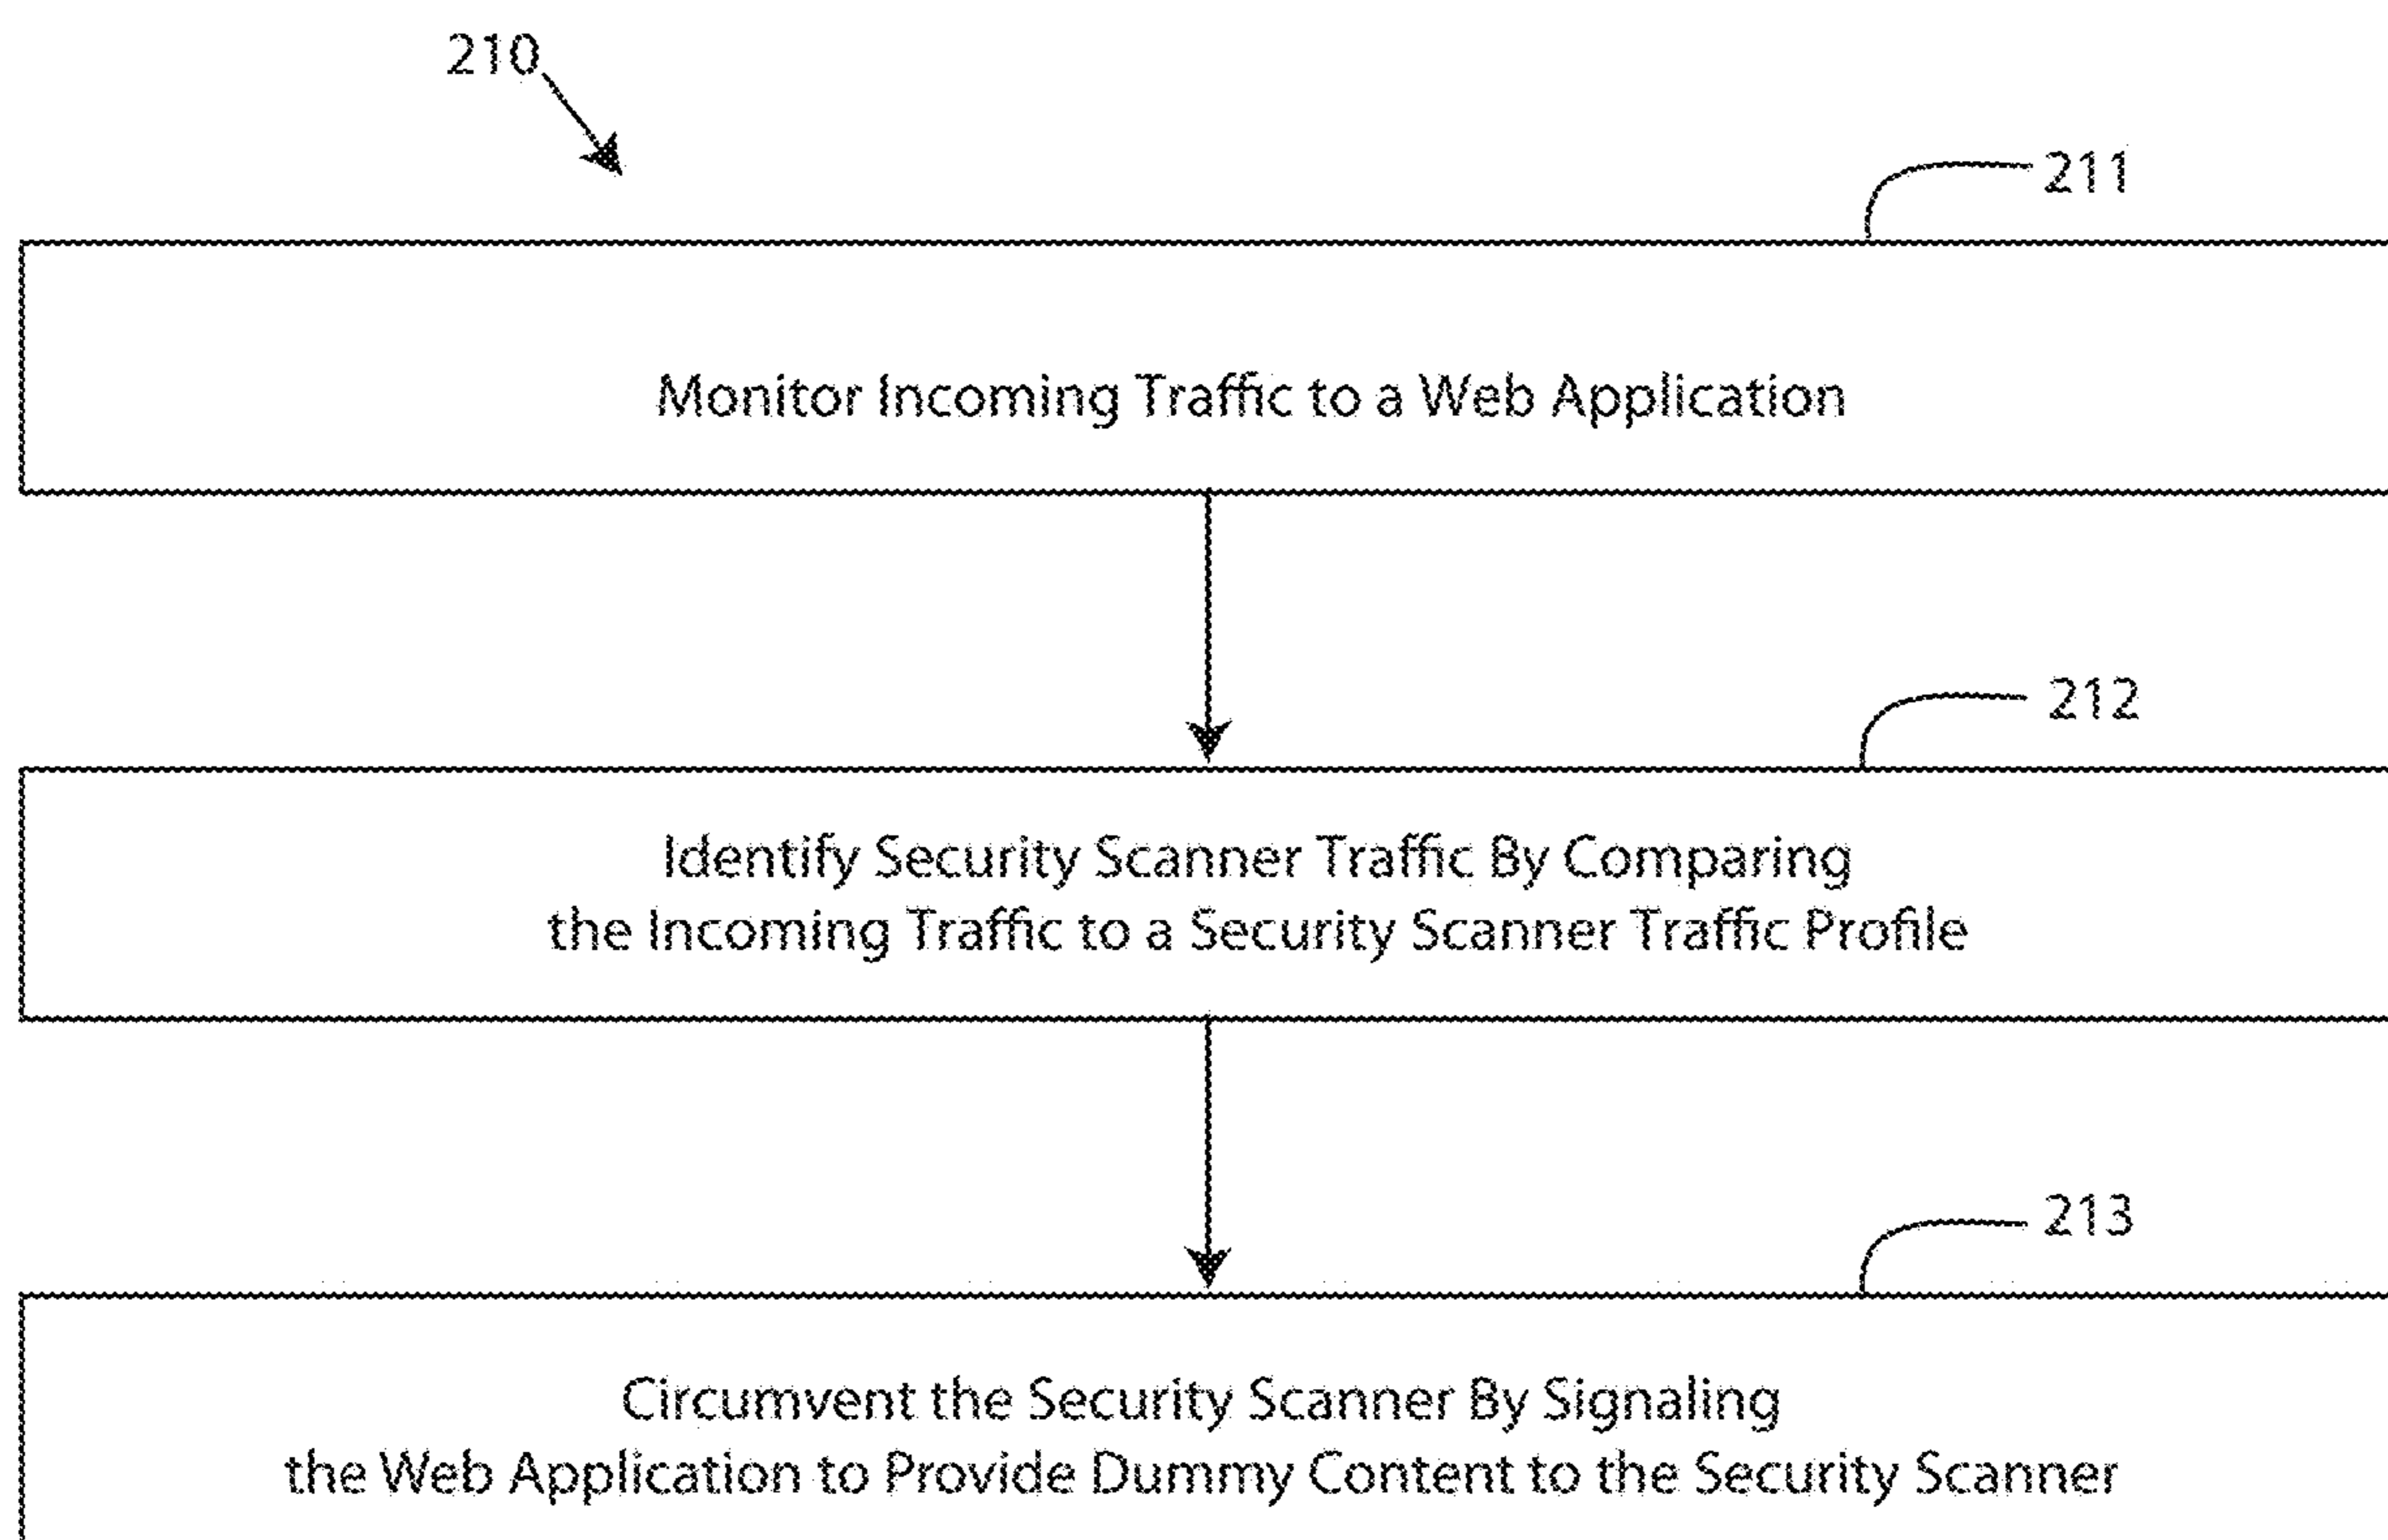 210
211
Monitor Incoming Traffic to a Web Application
212
Identify Security Scanner Traffic By Comparing
the Incoming Traffic to a Security Scanner Traffic Profile
213
Circumvent the Security Scanner By Signaling
the Web Application to Provide Dummy Content to the Security Scanner